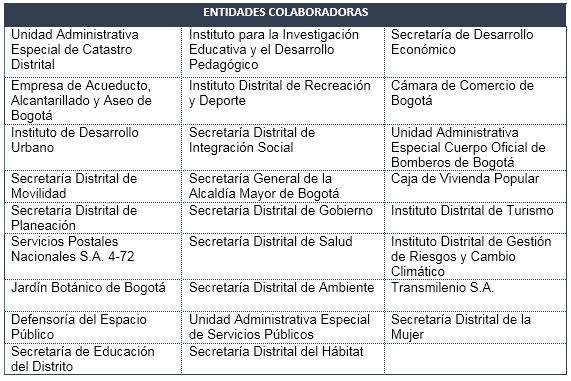 ENTIDADES COLABORADORAS
Unidad Administrativa
Especial de Catastro
Distrital
Instituto para la Investigación
Educativa y el Desarrollo
Pedagógico
Secretaría de Desarrollo
Económico
Empresa de Acueducto,
Alcantarillado y Aseo de
Bogotá
Instituto Distrital de Recreación
y Deporte
Cámara de Comercio de
Bogotá
Instituto de Desarrollo
Urbano
Secretaría Distrital de
Integración Social
Unidad Administrativa
Especial Cuerpo Oficial de
Bomberos de Bogotá
Secretaría Distrital de
Movilidad
Secretaría General de la
Alcaldía Mayor de Bogotá
Caja de Vivienda Popular
Secretaría Distrital de
Planeación
Secretaría Distrital de Gobierno
Instituto Distrital de Turismo
Servicios Postales
Nacionales S.A. 4-72
Secretaría Distrital de Salud
Instituto Distrital de Gestión
de Riesgos y Cambio
Climático
Jardín Botánico de Bogotá
Secretaría Distrital de Ambiente
Transmilenio S.A.
Defensoría del Espacio
Público
Unidad Administrativa Especial
de Servicios Públicos
Secretaría Distrital de la
Mujer
Secretaría de Educación
del Distrito
Secretaría Distrital del Hábitat